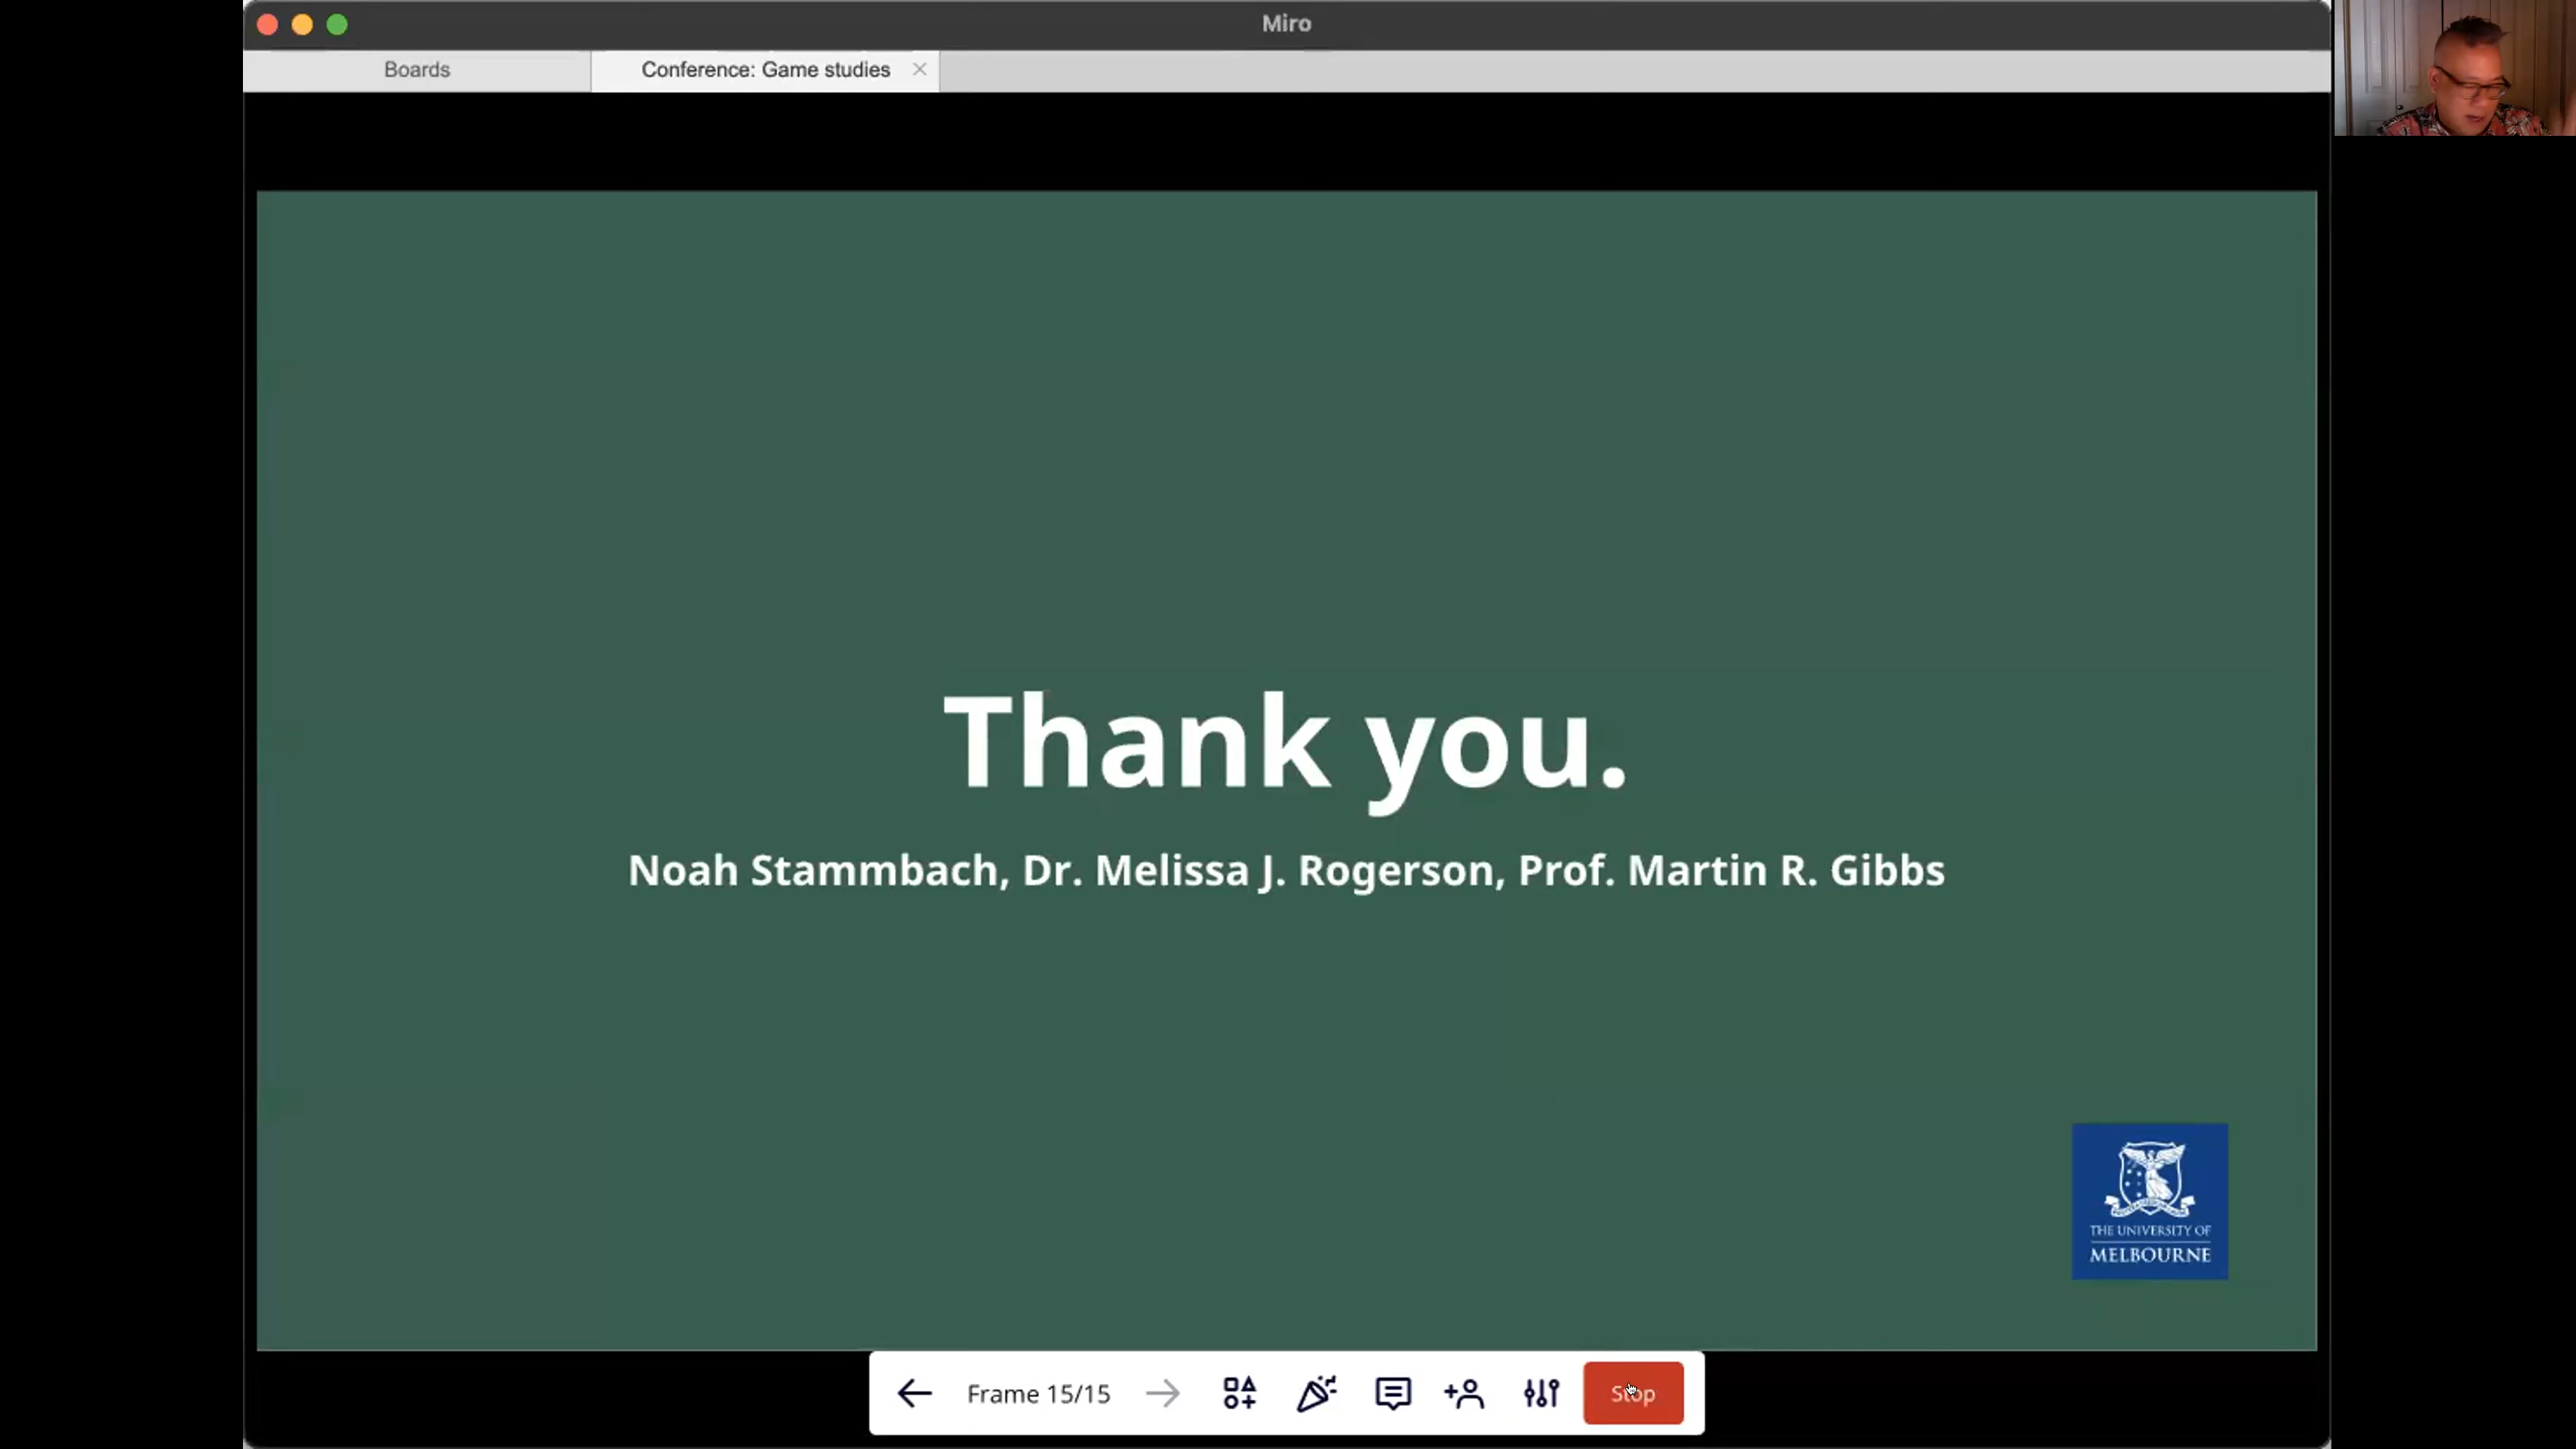 Miro
Boards
Conference: Game studies
Thank you.
Noah Stammbach, Dr. Melissa J. Rogerson, Prof. Martin R. Gibbs
THE UNIVERSITY OF
MELBOURNE
Frame 15/15
Stop